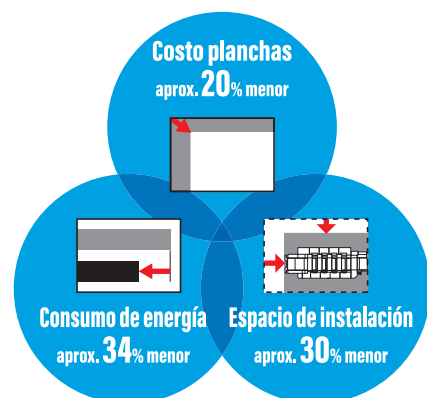 Costo planchas
aprox. 20% menor
Consumo de energía
aprox. 34% menor
Espacio de instalación
aprox. 30% menor